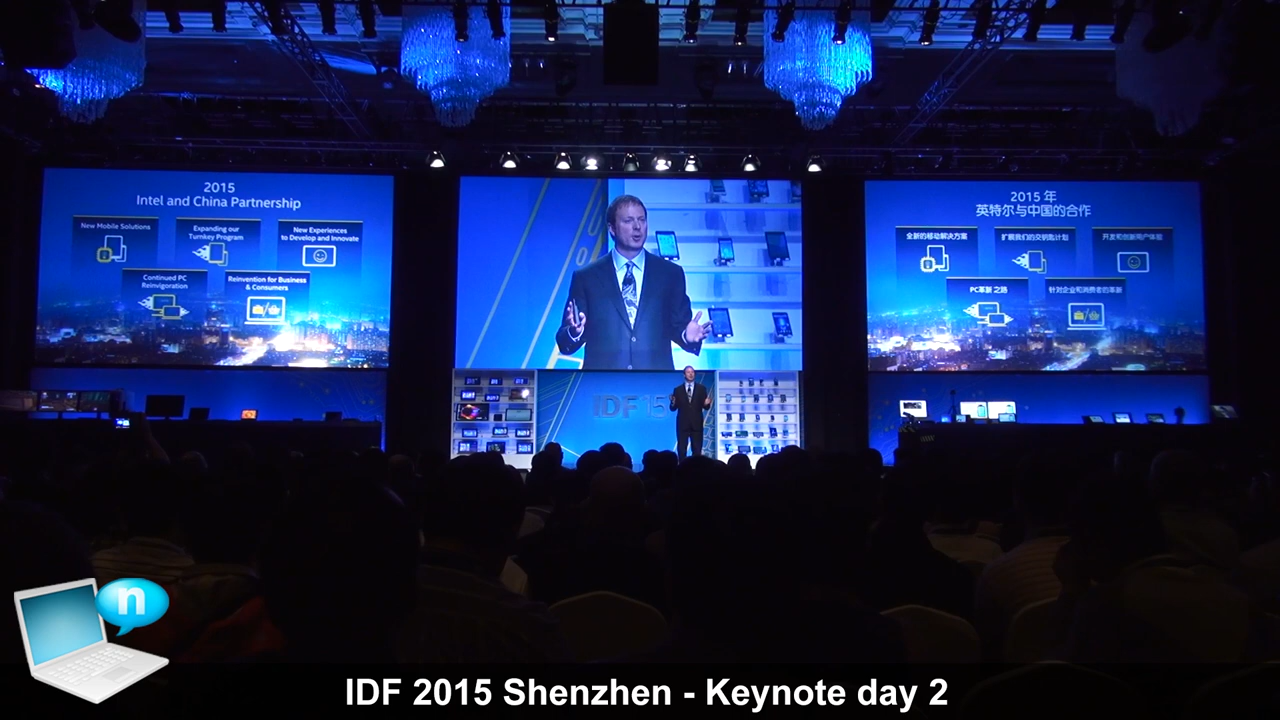 2015
Intel and China Partnership
New Mobile Solutions
Expanding our
Turnkey Program
New Experiences
to Develop and Innovate
Continued PC
Reinvigoration
Reinvention for Business
& Consumers
IDF15
2015 年
英特尔与中国的合作
全新的移动解决方案
扩展我们的交钥匙计划
开发和创新用户体验
PC革新 之路
针对企业和消费者的革新
n
IDF 2015 Shenzhen - Keynote day 2